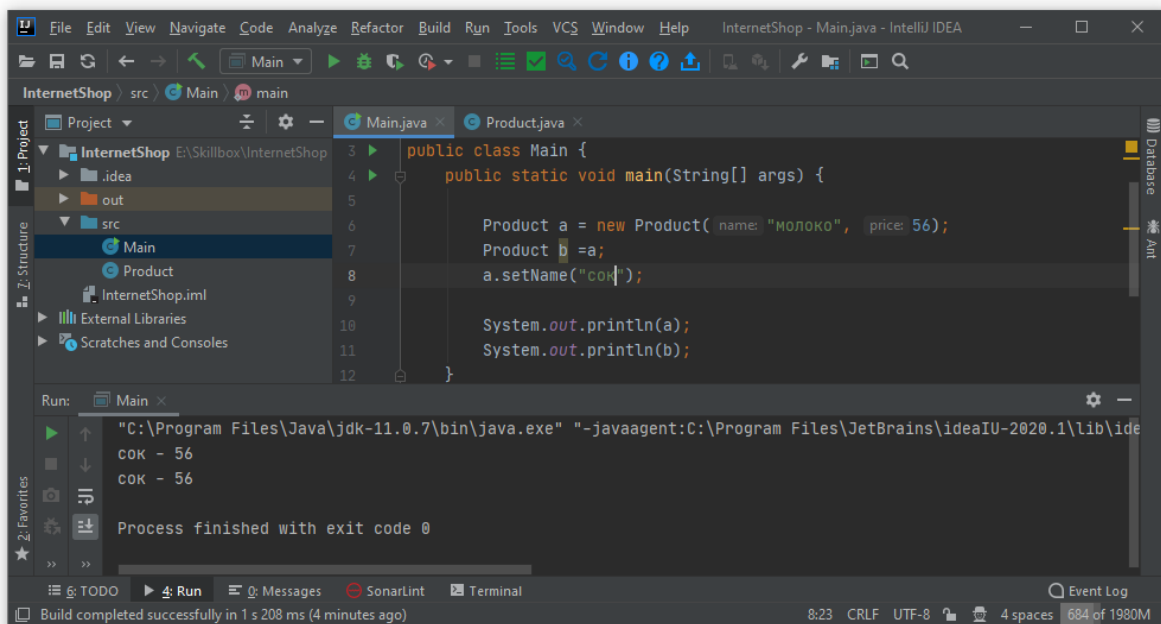 File Edit View Navigate Code Analyze Refactor Build Run Tools VCS Window Help InternetShop - Main.java - IntelliJ IDEA
Main
InternetShop src Main main
Project
Main.java Product.java
1: Project
7: Structure
2: Favorites
InternetShop E:\Skillbox\InternetShop
.idea
out
src
Main
Product
InternetShop.iml
External Libraries
Scratches and Consoles
3 public class Main {
4 public static void main(String[] args) {
5
6 Product a = new Product( name: "молоко", price: 56);
7 Product b =a;
8 a.setName("сок");
9
10 System.out.println(a);
11 System.out.println(b);
12 }
Database
Ant
Run: Main
"C:\Program Files\Java\jdk-11.0.7\bin\java.exe" "-javaagent:C:\Program Files\JetBrains\ideaIU-2020.1\lib\ide
сок - 56
сок - 56
Process finished with exit code 0
6: TODO 4: Run 0: Messages SonarLint Terminal Event Log
Build completed successfully in 1 s 208 ms (4 minutes ago) 8:23 CRLF UTF-8 4 spaces 684 of 1980M